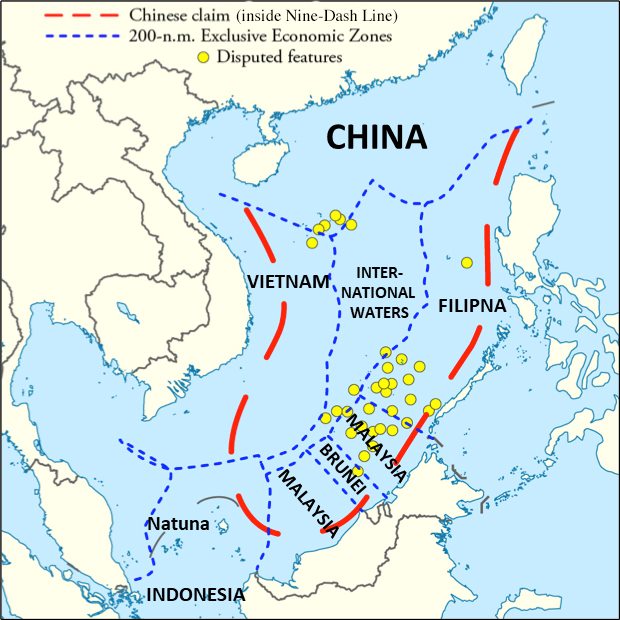 Chinese claim (inside Nine-Dash Line)
200-n.m. Exclusive Economic Zones
Disputed features
CHINA
VIETNAM
INTER-
NATIONAL
WATERS
FILIPNA
MALAYSIA
BRUNEI
MALAYSIA
Natuna
INDONESIA